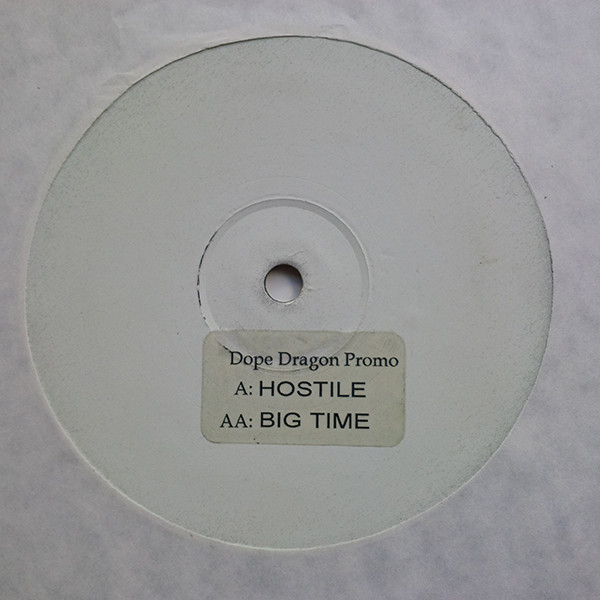 Dope Dragon Promo
A: HOSTILE
AA: BIG TIME